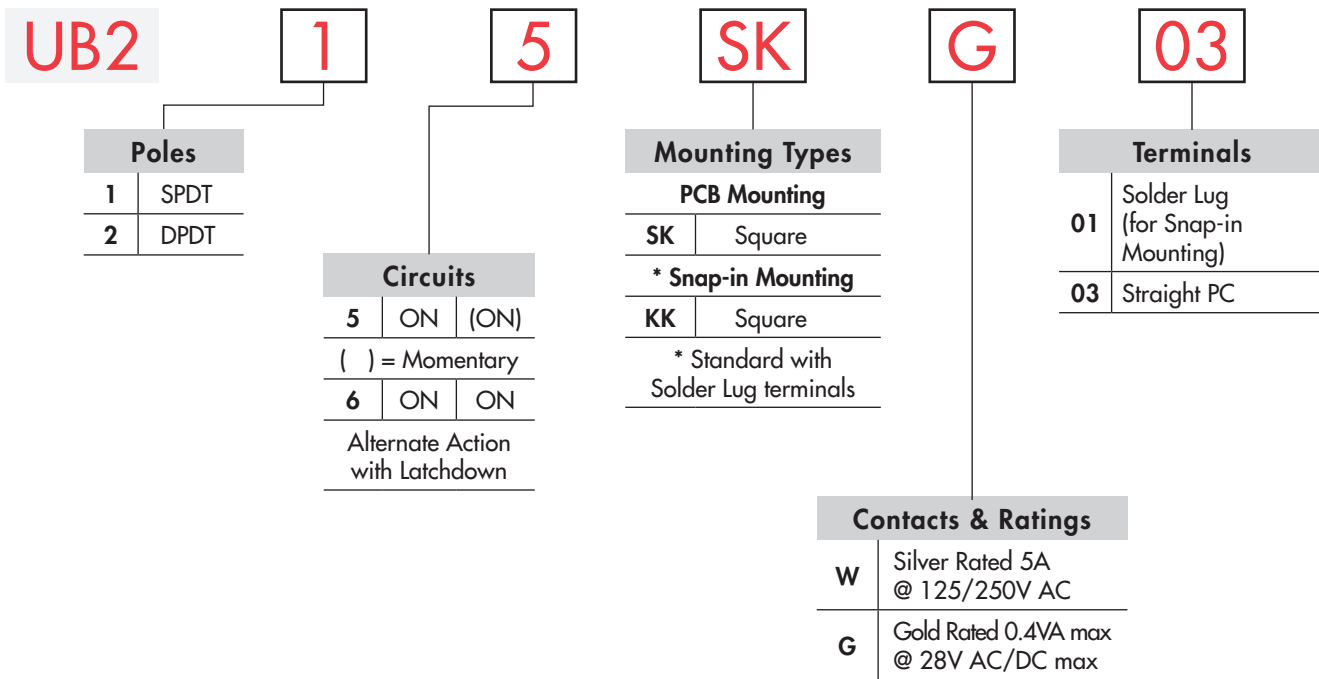 UB2 1 5 SK G 03
Poles
1 SPDT
2 DPDT
Circuits
5 ON (ON)
( ) = Momentary
6 ON ON
Alternate Action
with Latchdown
Mounting Types
PCB Mounting
SK Square
* Snap-in Mounting
KK Square
* Standard with
Solder Lug terminals
Contacts & Ratings
W Silver Rated 5A
@ 125/250V AC
G Gold Rated 0.4VA max
@ 28V AC/DC max
Terminals
01 Solder Lug
(for Snap-in
Mounting)
03 Straight PC